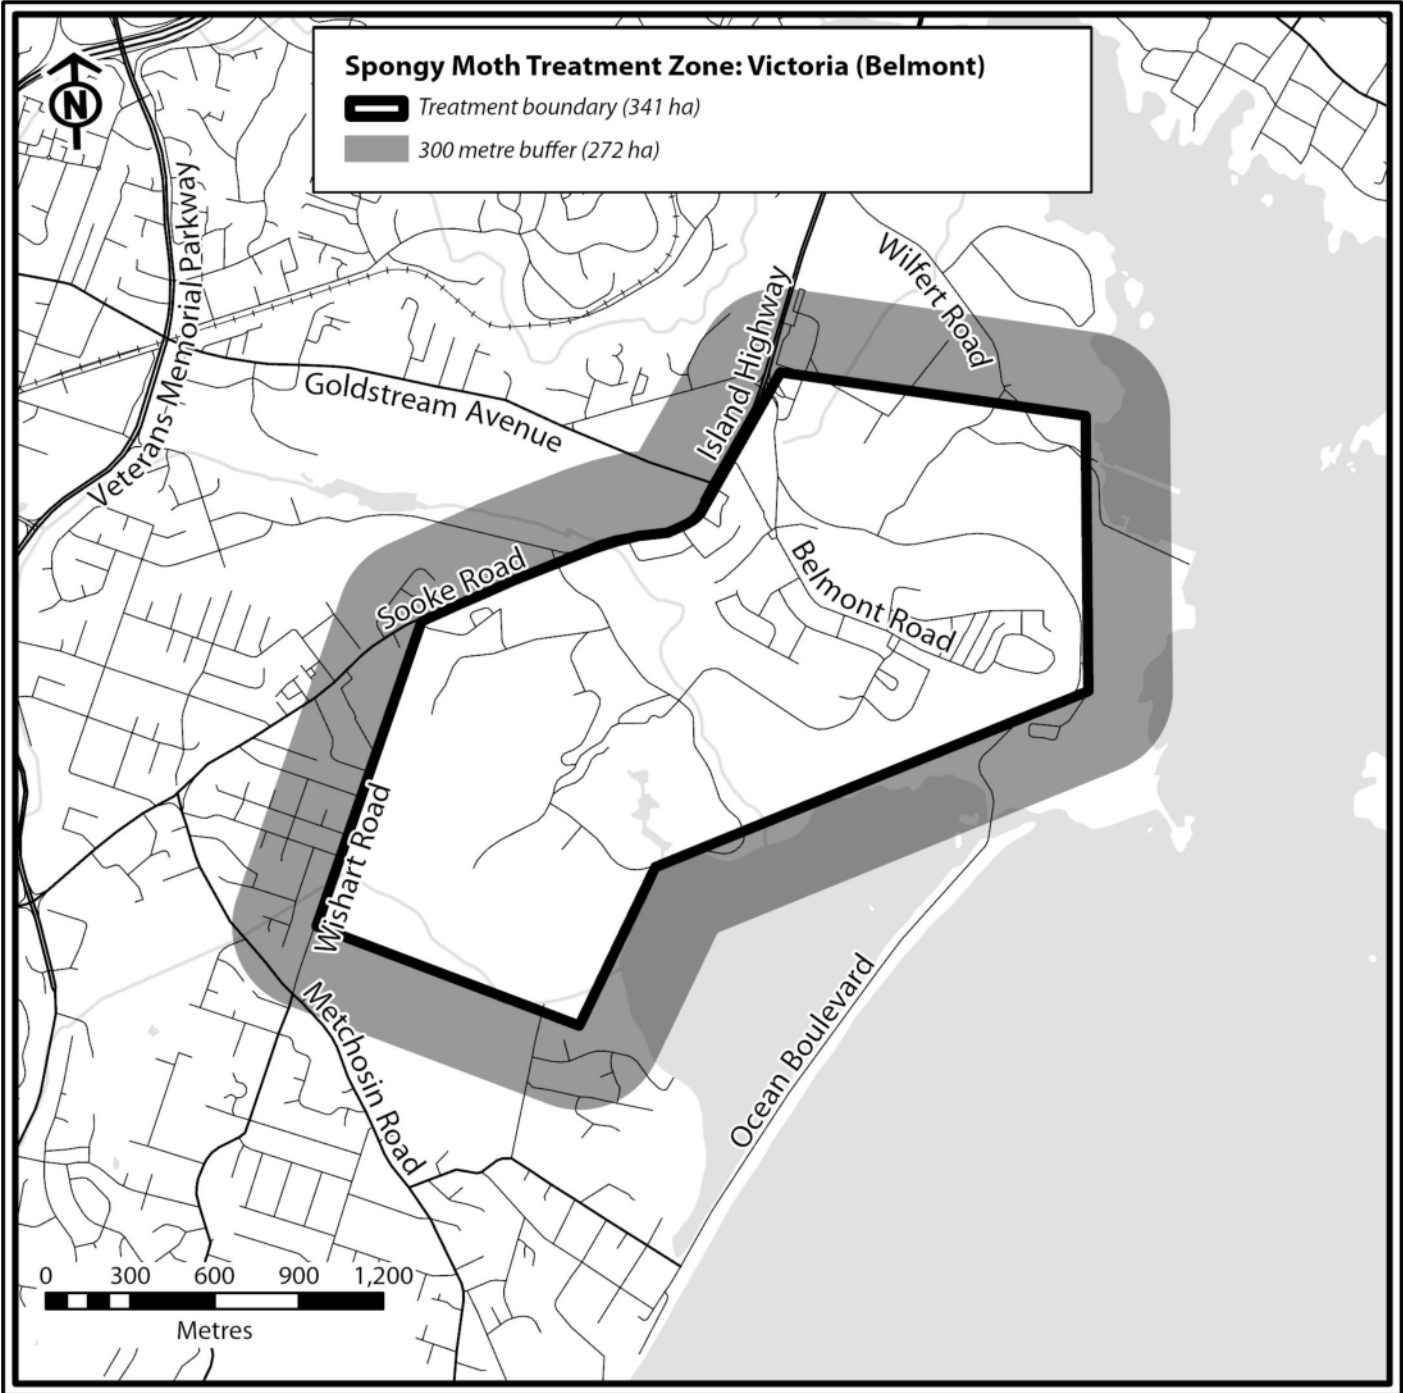 Spongy Moth Treatment Zone: Victoria (Belmont)
Treatment boundary (341 ha)
300 metre buffer (272 ha)
N
Veterans Memorial Parkway
Wilfert Road
Island Highway
Goldstream Avenue
Sooke Road
Belmont Road
Wishart Road
Metchosin Road
Ocean Boulevard
0 300 600 900 1,200
Metres